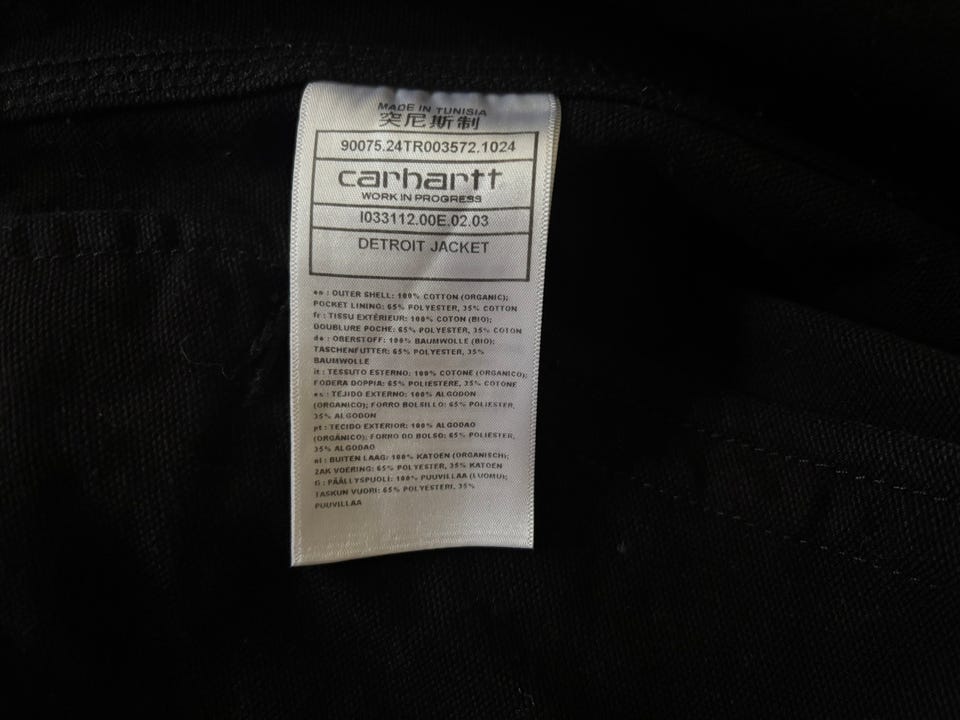 MADE IN TUNISIA
突尼斯制
90075.24TR003572.1024
carhartt
WORK IN PROGRESS
I033112.00E.02.03
DETROIT JACKET
en : OUTER SHELL: 100% COTTON (ORGANIC);
POCKET LINING: 65% POLYESTER, 35% COTTON
fr : TISSU EXTÉRIEUR: 100% COTON (BIO);
DOUBLURE POCHE: 65% POLYESTER, 35% COTON
de : OBERSTOFF: 100% BAUMWOLLE (BIO);
TASCHENFUTTER: 65% POLYESTER, 35%
BAUMWOLLE
it : TESSUTO ESTERNO: 100% COTONE (ORGANICO);
FODERA DOPPIA: 65% POLIESTERE, 35% COTONE
es : TEJIDO EXTERNO: 100% ALGODON
(ORGANICO); FORRO BOLSILLO: 65% POLIESTER,
35% ALGODON
pt : TECIDO EXTERIOR: 100% ALGODAO
(ORGÂNICO); FORRO DO BOLSO: 65% POLIESTER,
35% ALGODAO
nl : BUITEN LAAG: 100% KATOEN (ORGANISCH);
ZAK VOERING: 65% POLYESTER, 35% KATOEN
fi : PÄÄLLYSPUOLI: 100% PUUVILLAA (LUOMU);
TASKUN VUORI: 65% POLYESTERI, 35%
PUUVILLAA